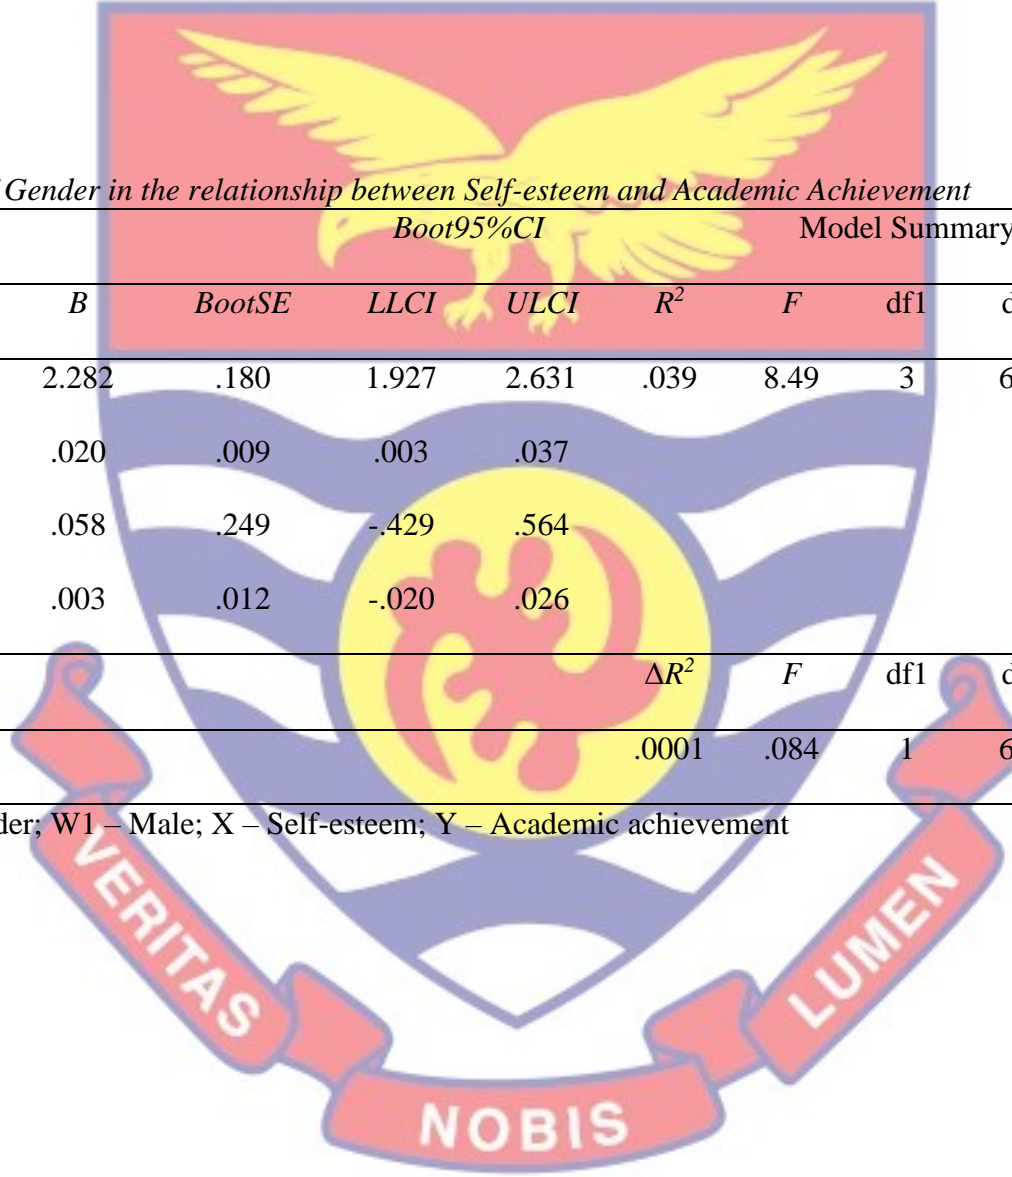 Gender in the relationship between Self-esteem and Academic Achievement
Boot95%CI Model Summary
B BootSE LLCI ULCI R² F df1
2.282 .180 1.927 2.631 .039 8.49 3 6
.020 .009 .003 .037
.058 .249 -.429 .564
.003 .012 -.020 .026
ΔR² F df1
.0001 .084 1 6
der; W1 – Male; X – Self-esteem; Y – Academic achievement
VERITAS
NOBIS
LUMEN